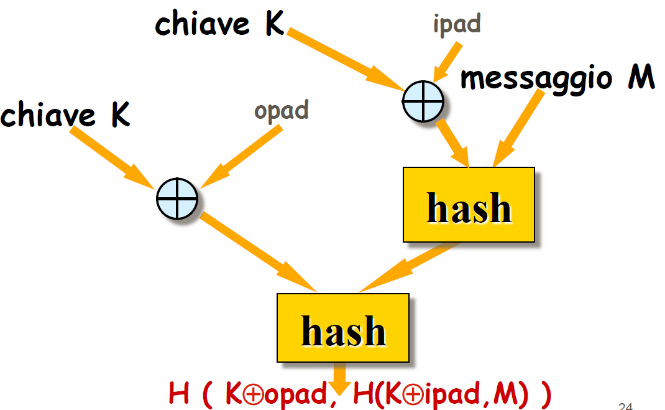 chiave K
ipad
messaggio M
chiave K
opad
hash
hash
H ( K⊕opad, H(K⊕ipad,M) )
24